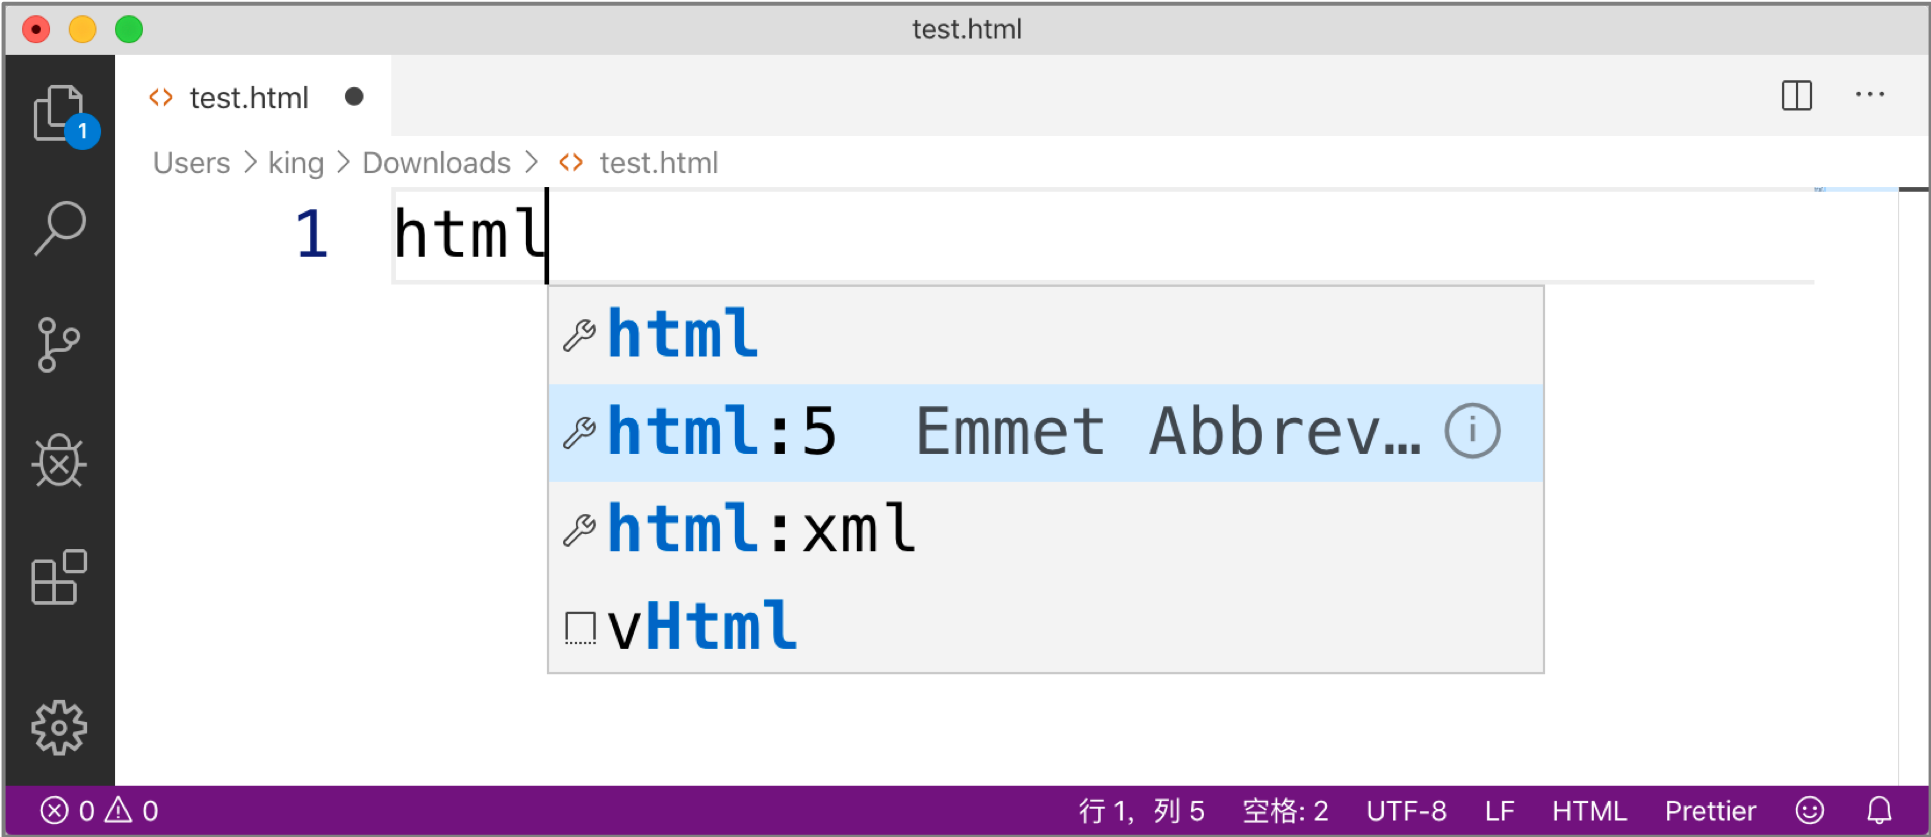 test.html
test.html
1
Users > king > Downloads > test.html
1 html
html
html:5 Emmet Abbrev…
html:xml
vHtml
0 0 行 1，列 5 空格: 2 UTF-8 LF HTML Prettier